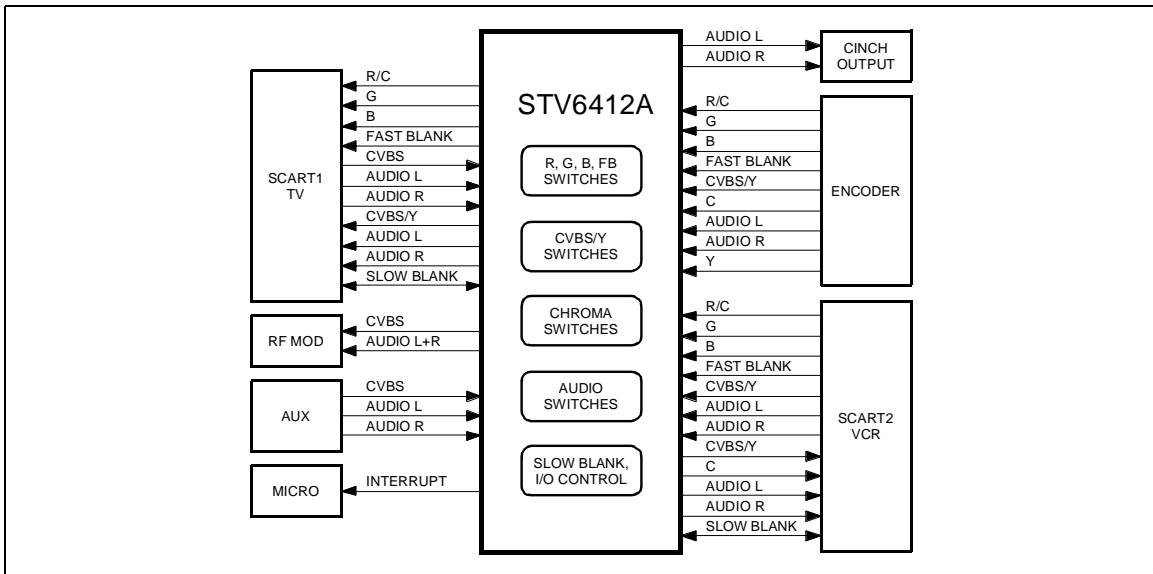 R/C
G
B
FAST BLANK
CVBS
AUDIO L
AUDIO R
CVBS/Y
AUDIO L
AUDIO R
SLOW BLANK
SCART1
TV
CVBS
AUDIO L+R
RF MOD
CVBS
AUDIO L
AUDIO R
AUX
INTERRUPT
MICRO
STV6412A
R, G, B, FB
SWITCHES
CVBS/Y
SWITCHES
CHROMA
SWITCHES
AUDIO
SWITCHES
SLOW BLANK,
I/O CONTROL
AUDIO L
AUDIO R
CINCH
OUTPUT
R/C
G
B
FAST BLANK
CVBS/Y
C
AUDIO L
AUDIO R
Y
ENCODER
R/C
G
B
FAST BLANK
CVBS/Y
AUDIO L
AUDIO R
CVBS/Y
C
AUDIO L
AUDIO R
SLOW BLANK
SCART2
VCR